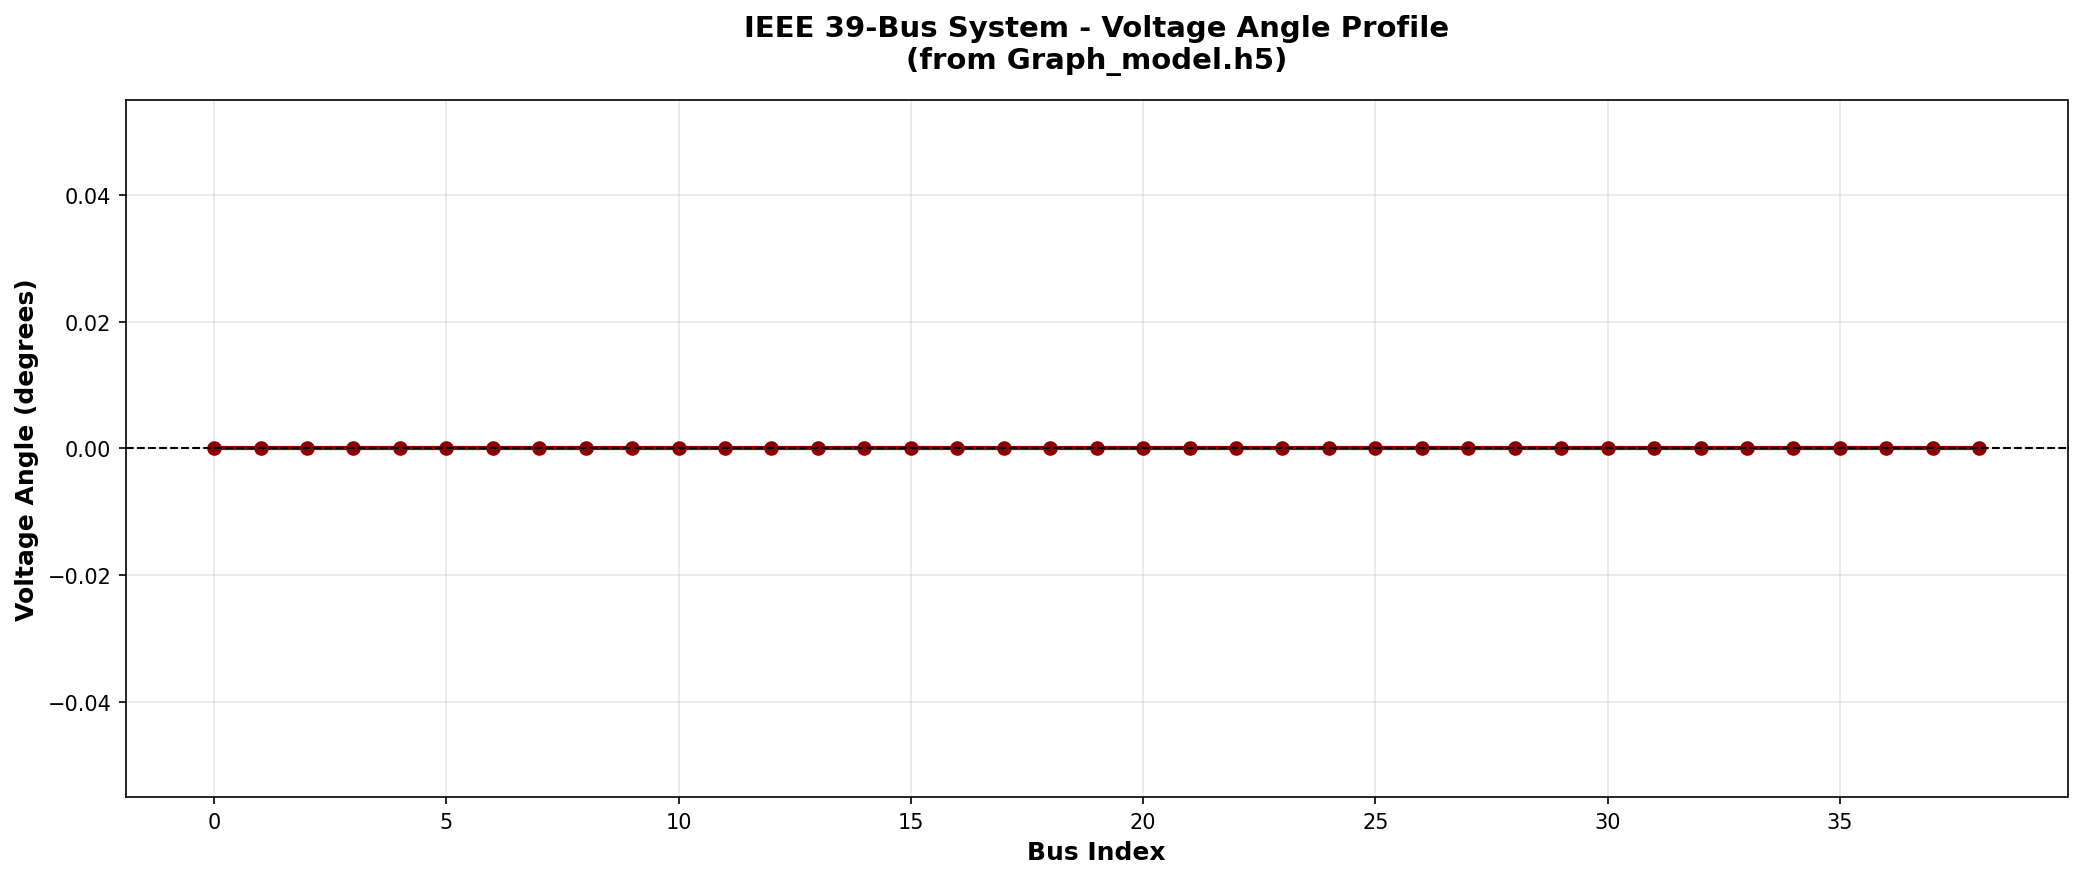 IEEE 39-Bus System - Voltage Angle Profile
(from Graph_model.h5)
Voltage Angle (degrees)
0.04
0.02
0.00
−0.02
−0.04
0 5 10 15 20 25 30 35
Bus Index